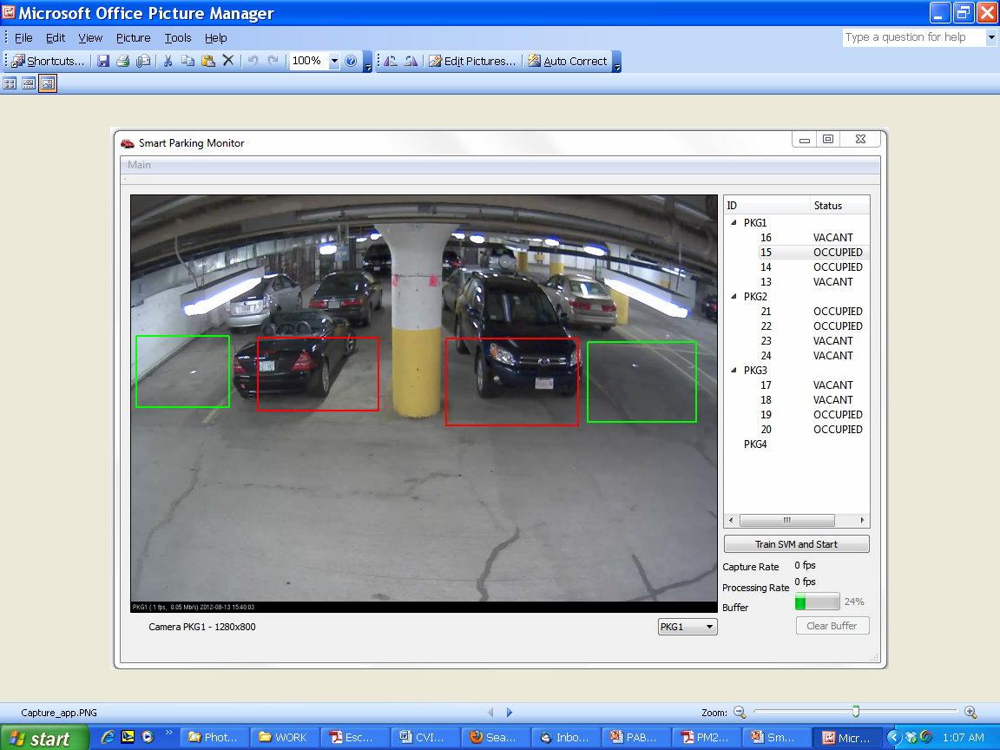 Microsoft Office Picture Manager
File Edit View Picture Tools Help
Type a question for help
Shortcuts... 100% Edit Pictures... Auto Correct
Smart Parking Monitor
Main
ID Status
PKG1
16 VACANT
15 OCCUPIED
14 OCCUPIED
13 VACANT
PKG2
21 OCCUPIED
22 OCCUPIED
23 VACANT
24 VACANT
PKG3
17 VACANT
18 VACANT
19 OCCUPIED
20 OCCUPIED
PKG4
Train SVM and Start
Capture Rate 0 fps
Processing Rate 0 fps
Buffer 24%
Clear Buffer
PKG1 ( 1 fps, 0.05 Mb/s) 2012-08-13 15:40:03
Camera PKG1 - 1280x800
PKG1
Capture_app.PNG
Zoom:
start
Phot...
WORK
Esc...
CVI...
Sea...
Inbo...
PAB...
PM2...
Sm...
Micr...
1:07 AM